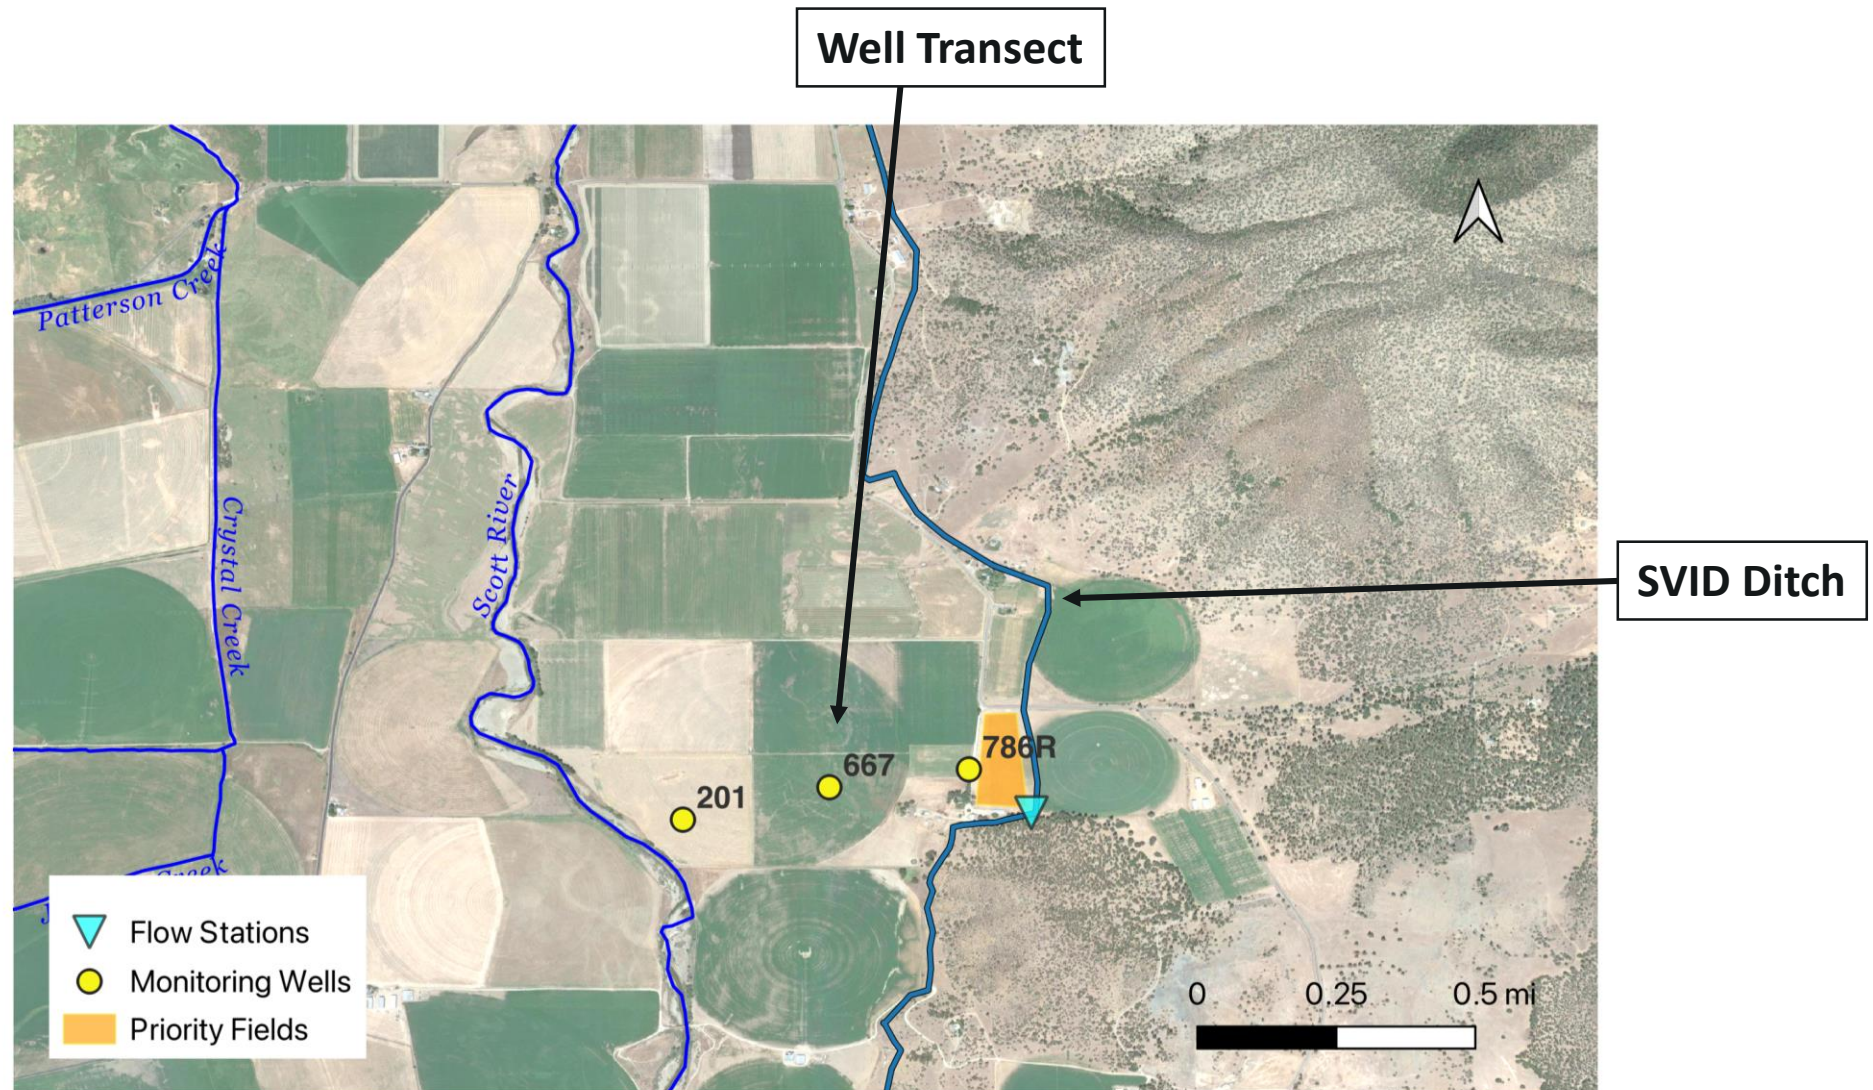 Well Transect
Patterson Creek
Crystal Creek
Scott River
SVID Ditch
786R
667
201
Creek
J
Flow Stations
Monitoring Wells
Priority Fields
0 0.25 0.5 mi